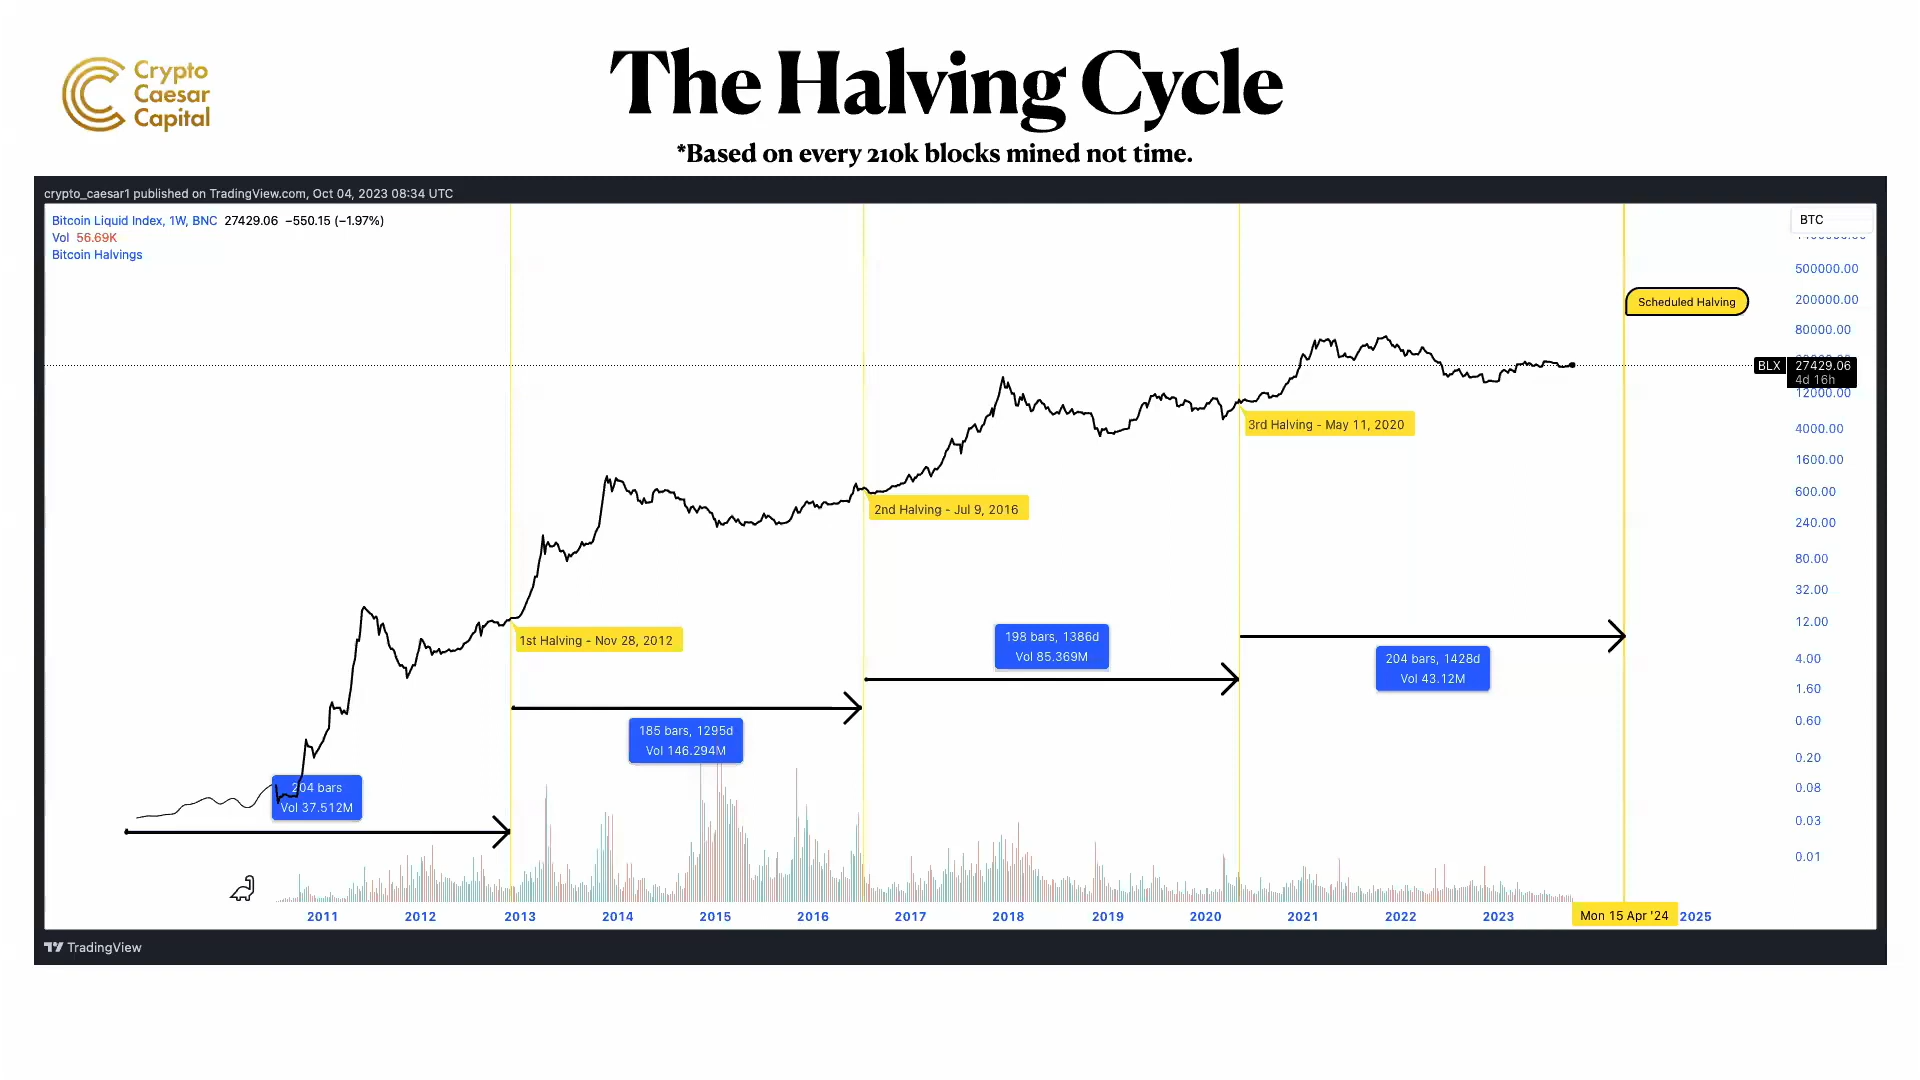 Crypto
Caesar
Capital
The Halving Cycle
*Based on every 210k blocks mined not time.
crypto_caesar1 published on TradingView.com, Oct 04, 2023 08:34 UTC
Bitcoin Liquid Index, 1W, BNC 27429.06 −550.15 (−1.97%)
Vol 56.69K
Bitcoin Halvings
BTC
500000.00
Scheduled Halving
200000.00
80000.00
BLX 27429.06
4d 16h
12000.00
3rd Halving - May 11, 2020
4000.00
1600.00
600.00
2nd Halving - Jul 9, 2016
240.00
80.00
32.00
12.00
1st Halving - Nov 28, 2012
198 bars, 1386d
Vol 85.369M
204 bars, 1428d
Vol 43.12M
4.00
1.60
0.60
185 bars, 1295d
Vol 146.294M
0.20
204 bars
Vol 37.512M
0.08
0.03
0.01
2011 2012 2013 2014 2015 2016 2017 2018 2019 2020 2021 2022 2023 Mon 15 Apr '24 2025
TradingView